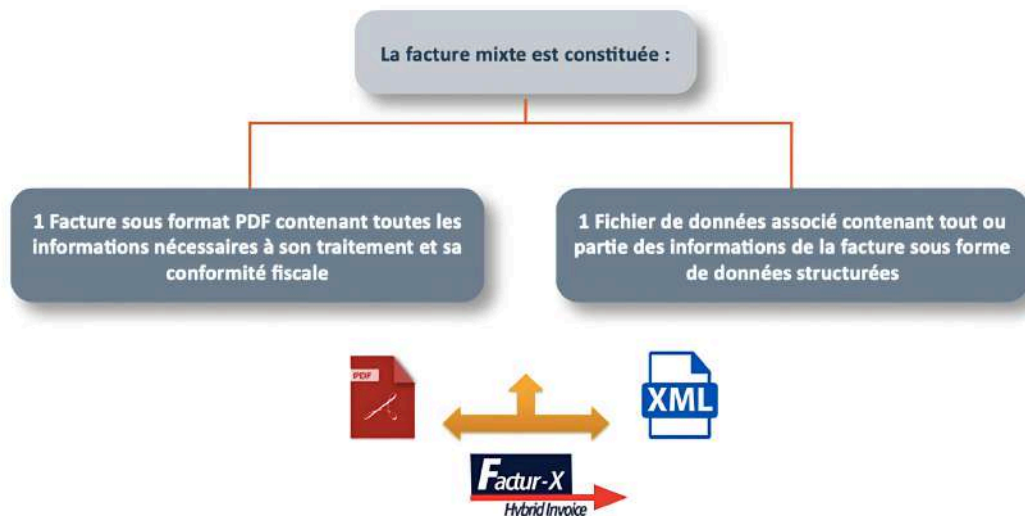 La facture mixte est constituée :
1 Facture sous format PDF contenant toutes les
informations nécessaires à son traitement et sa
conformité fiscale
1 Fichier de données associé contenant tout ou
partie des informations de la facture sous forme
de données structurées
PDF
XML
Factur-X
Hybrid Invoice